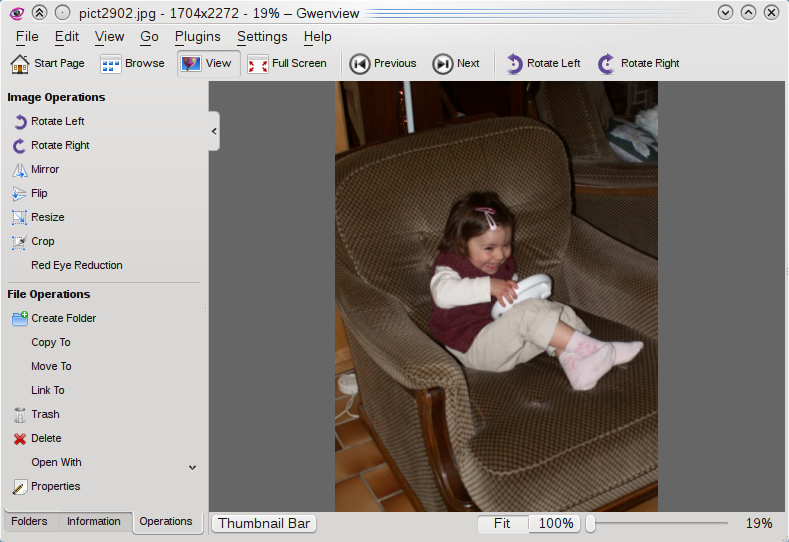 pict2902.jpg - 1704x2272 - 19% – Gwenview
File Edit View Go Plugins Settings Help
Start Page Browse View Full Screen Previous Next Rotate Left Rotate Right
Image Operations
Rotate Left
Rotate Right
Mirror
Flip
Resize
Crop
Red Eye Reduction
File Operations
Create Folder
Copy To
Move To
Link To
Trash
Delete
Open With
Properties
Folders Information Operations
Thumbnail Bar Fit 100% 19%